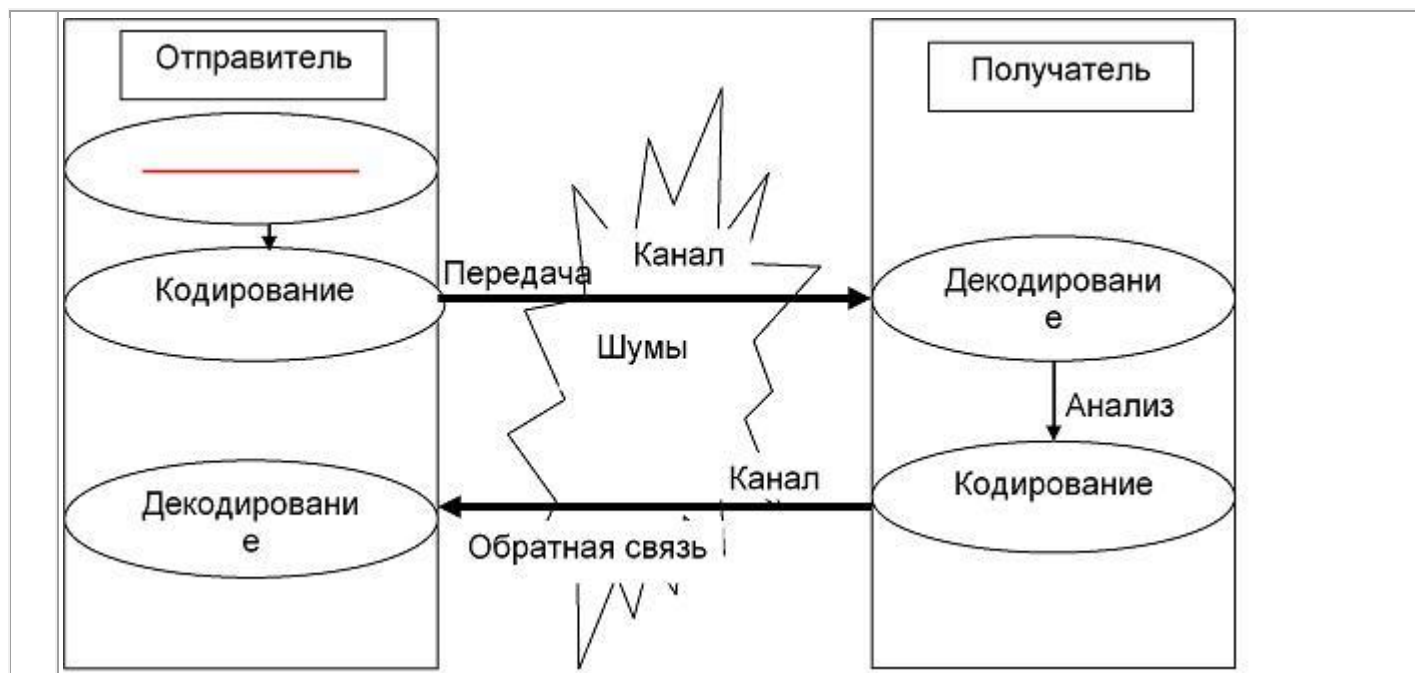 Отправитель
Получатель
Кодирование
Передача
Канал
Шумы
Декодировани
е
Анализ
Кодирование
Канал
Обратная связь
Декодировани
е